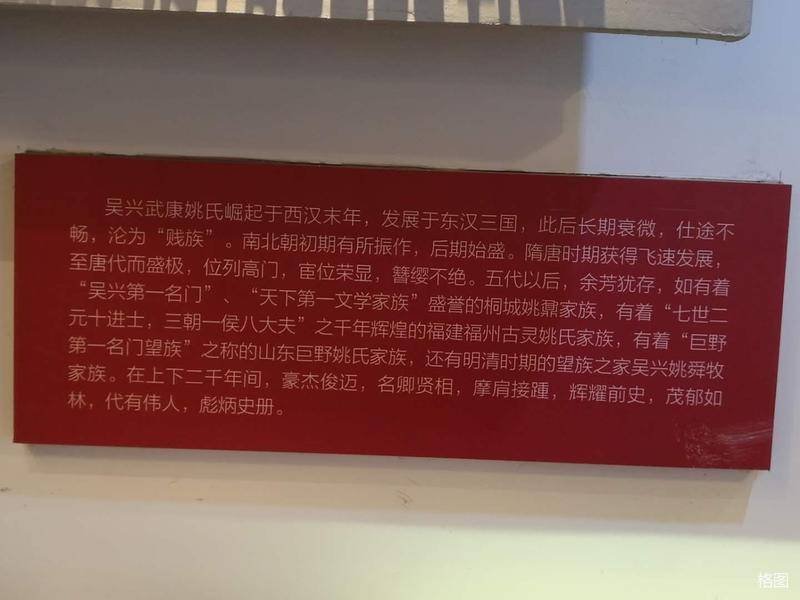 吴兴武康姚氏崛起于西汉末年，发展于东汉三国，此后长期衰微，仕途不
畅，沦为“贱族”。南北朝初期有所振作，后期始盛。隋唐时期获得飞速发展，
至唐代而盛极，位列高门，宦位荣显，簪缨不绝。五代以后，余芳犹存，如有着
“吴兴第一名门”、“天下第一文学家族”盛誉的桐城姚鼐家族，有着“七世二
元十进士，三朝一侯八大夫”之千年辉煌的福建福州古灵姚氏家族，有着“巨野
第一名门望族”之称的山东巨野姚氏家族，还有明清时期的望族之家吴兴姚舜牧
家族。在上下二千年间，豪杰俊迈，名卿贤相，摩肩接踵，辉耀前史，茂郁如
林，代有伟人，彪炳史册。
格图